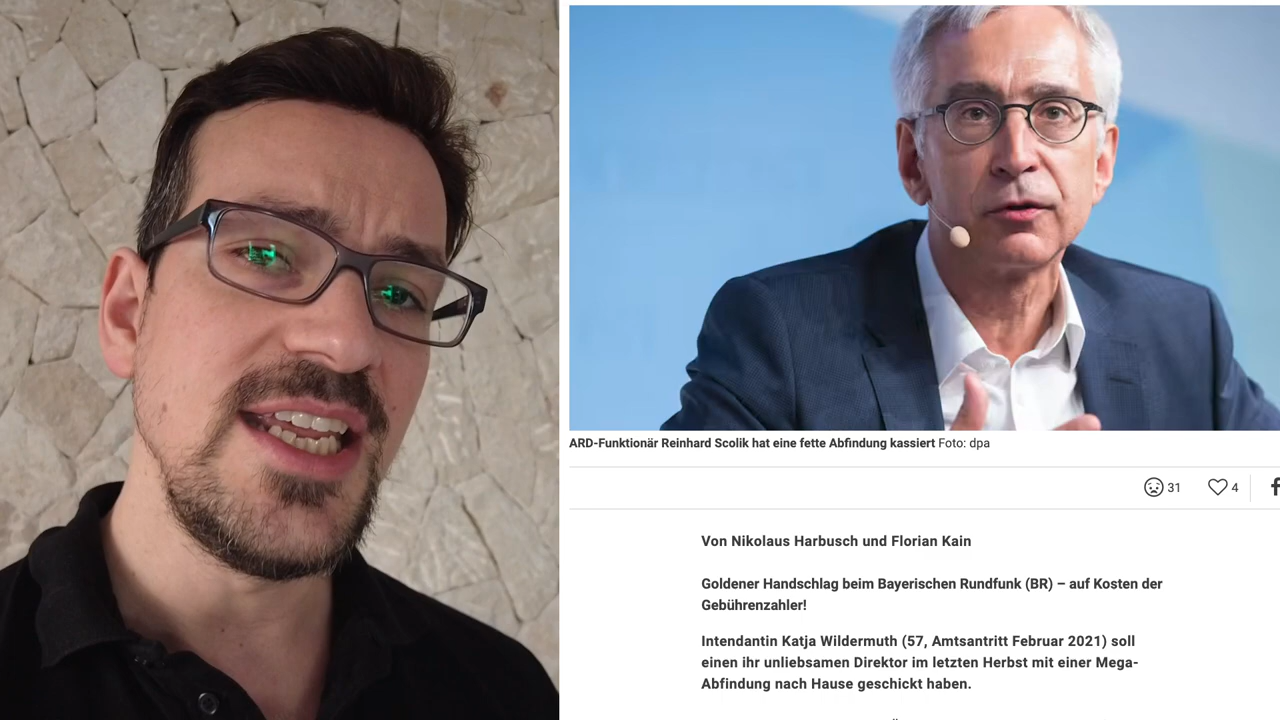 ARD-Funktionär Reinhard Scolik hat eine fette Abfindung kassiert Foto: dpa
31
4
Von Nikolaus Harbusch und Florian Kain
Goldener Handschlag beim Bayerischen Rundfunk (BR) – auf Kosten der
Gebührenzahler!
Intendantin Katja Wildermuth (57, Amtsantritt Februar 2021) soll
einen ihr unliebsamen Direktor im letzten Herbst mit einer Mega-
Abfindung nach Hause geschickt haben.